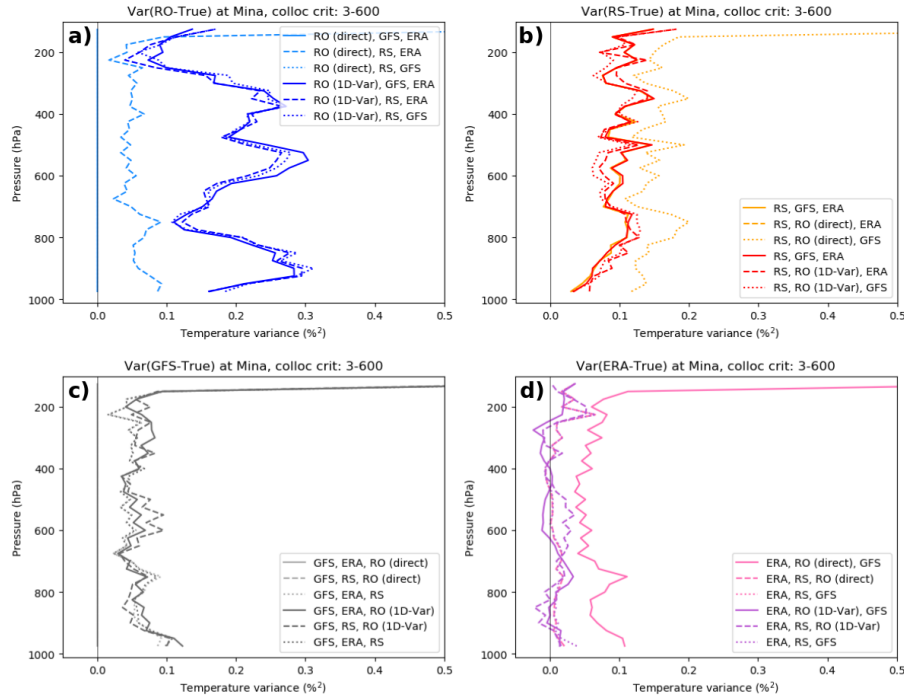 Var(RO-True) at Mina, colloc crit: 3-600
a)
RO (direct), GFS, ERA
RO (direct), RS, ERA
RO (direct), RS, GFS
RO (1D-Var), GFS, ERA
RO (1D-Var), RS, ERA
RO (1D-Var), RS, GFS
Pressure (hPa)
200
400
600
800
1000
0.0 0.1 0.2 0.3 0.4 0.5
Temperature variance (%²)
Var(RS-True) at Mina, colloc crit: 3-600
b)
RS, GFS, ERA
RS, RO (direct), ERA
RS, RO (direct), GFS
RS, GFS, ERA
RS, RO (1D-Var), ERA
RS, RO (1D-Var), GFS
Pressure (hPa)
200
400
600
800
1000
0.0 0.1 0.2 0.3 0.4 0.5
Temperature variance (%²)
Var(GFS-True) at Mina, colloc crit: 3-600
c)
GFS, ERA, RO (direct)
GFS, RS, RO (direct)
GFS, ERA, RS
GFS, ERA, RO (1D-Var)
GFS, RS, RO (1D-Var)
GFS, ERA, RS
Pressure (hPa)
200
400
600
800
1000
0.0 0.1 0.2 0.3 0.4 0.5
Temperature variance (%²)
Var(ERA-True) at Mina, colloc crit: 3-600
d)
ERA, RO (direct), GFS
ERA, RS, RO (direct)
ERA, RS, GFS
ERA, RO (1D-Var), GFS
ERA, RS, RO (1D-Var)
ERA, RS, GFS
Pressure (hPa)
200
400
600
800
1000
0.0 0.1 0.2 0.3 0.4 0.5
Temperature variance (%²)